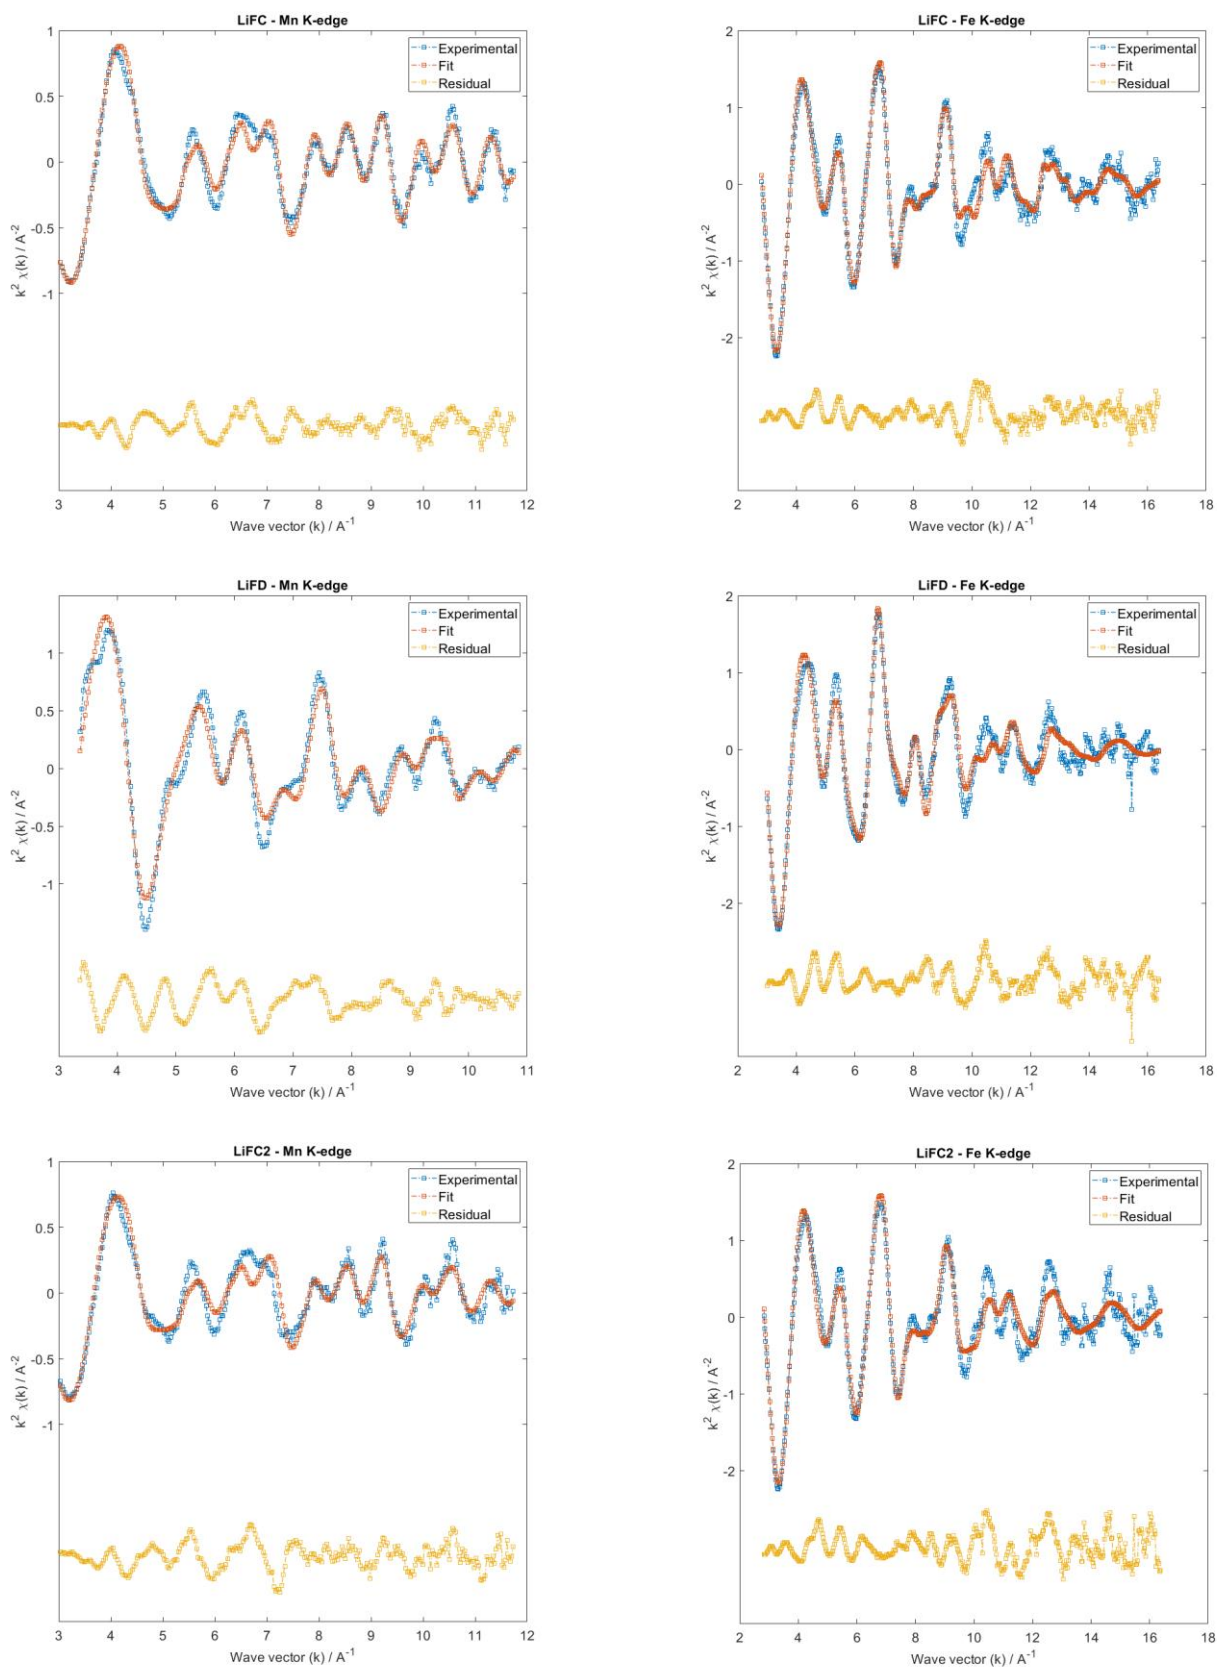 LiFC - Mn K-edge
1
0.5
0
-0.5
-1
k² χ(k) / A⁻²
Experimental
Fit
Residual
3 4 5 6 7 8 9 10 11 12
Wave vector (k) / A⁻¹
LiFC - Fe K-edge
2
1
0
-1
-2
k² χ(k) / A⁻²
Experimental
Fit
Residual
2 4 6 8 10 12 14 16 18
Wave vector (k) / A⁻¹
LiFD - Mn K-edge
1
0.5
0
-0.5
-1
k² χ(k) / A⁻²
Experimental
Fit
Residual
3 4 5 6 7 8 9 10 11
Wave vector (k) / A⁻¹
LiFD - Fe K-edge
2
1
0
-1
-2
k² χ(k) / A⁻²
Experimental
Fit
Residual
2 4 6 8 10 12 14 16 18
Wave vector (k) / A⁻¹
LiFC2 - Mn K-edge
1
0.5
0
-0.5
-1
k² χ(k) / A⁻²
Experimental
Fit
Residual
3 4 5 6 7 8 9 10 11 12
Wave vector (k) / A⁻¹
LiFC2 - Fe K-edge
2
1
0
-1
-2
k² χ(k) / A⁻²
Experimental
Fit
Residual
2 4 6 8 10 12 14 16 18
Wave vector (k) / A⁻¹